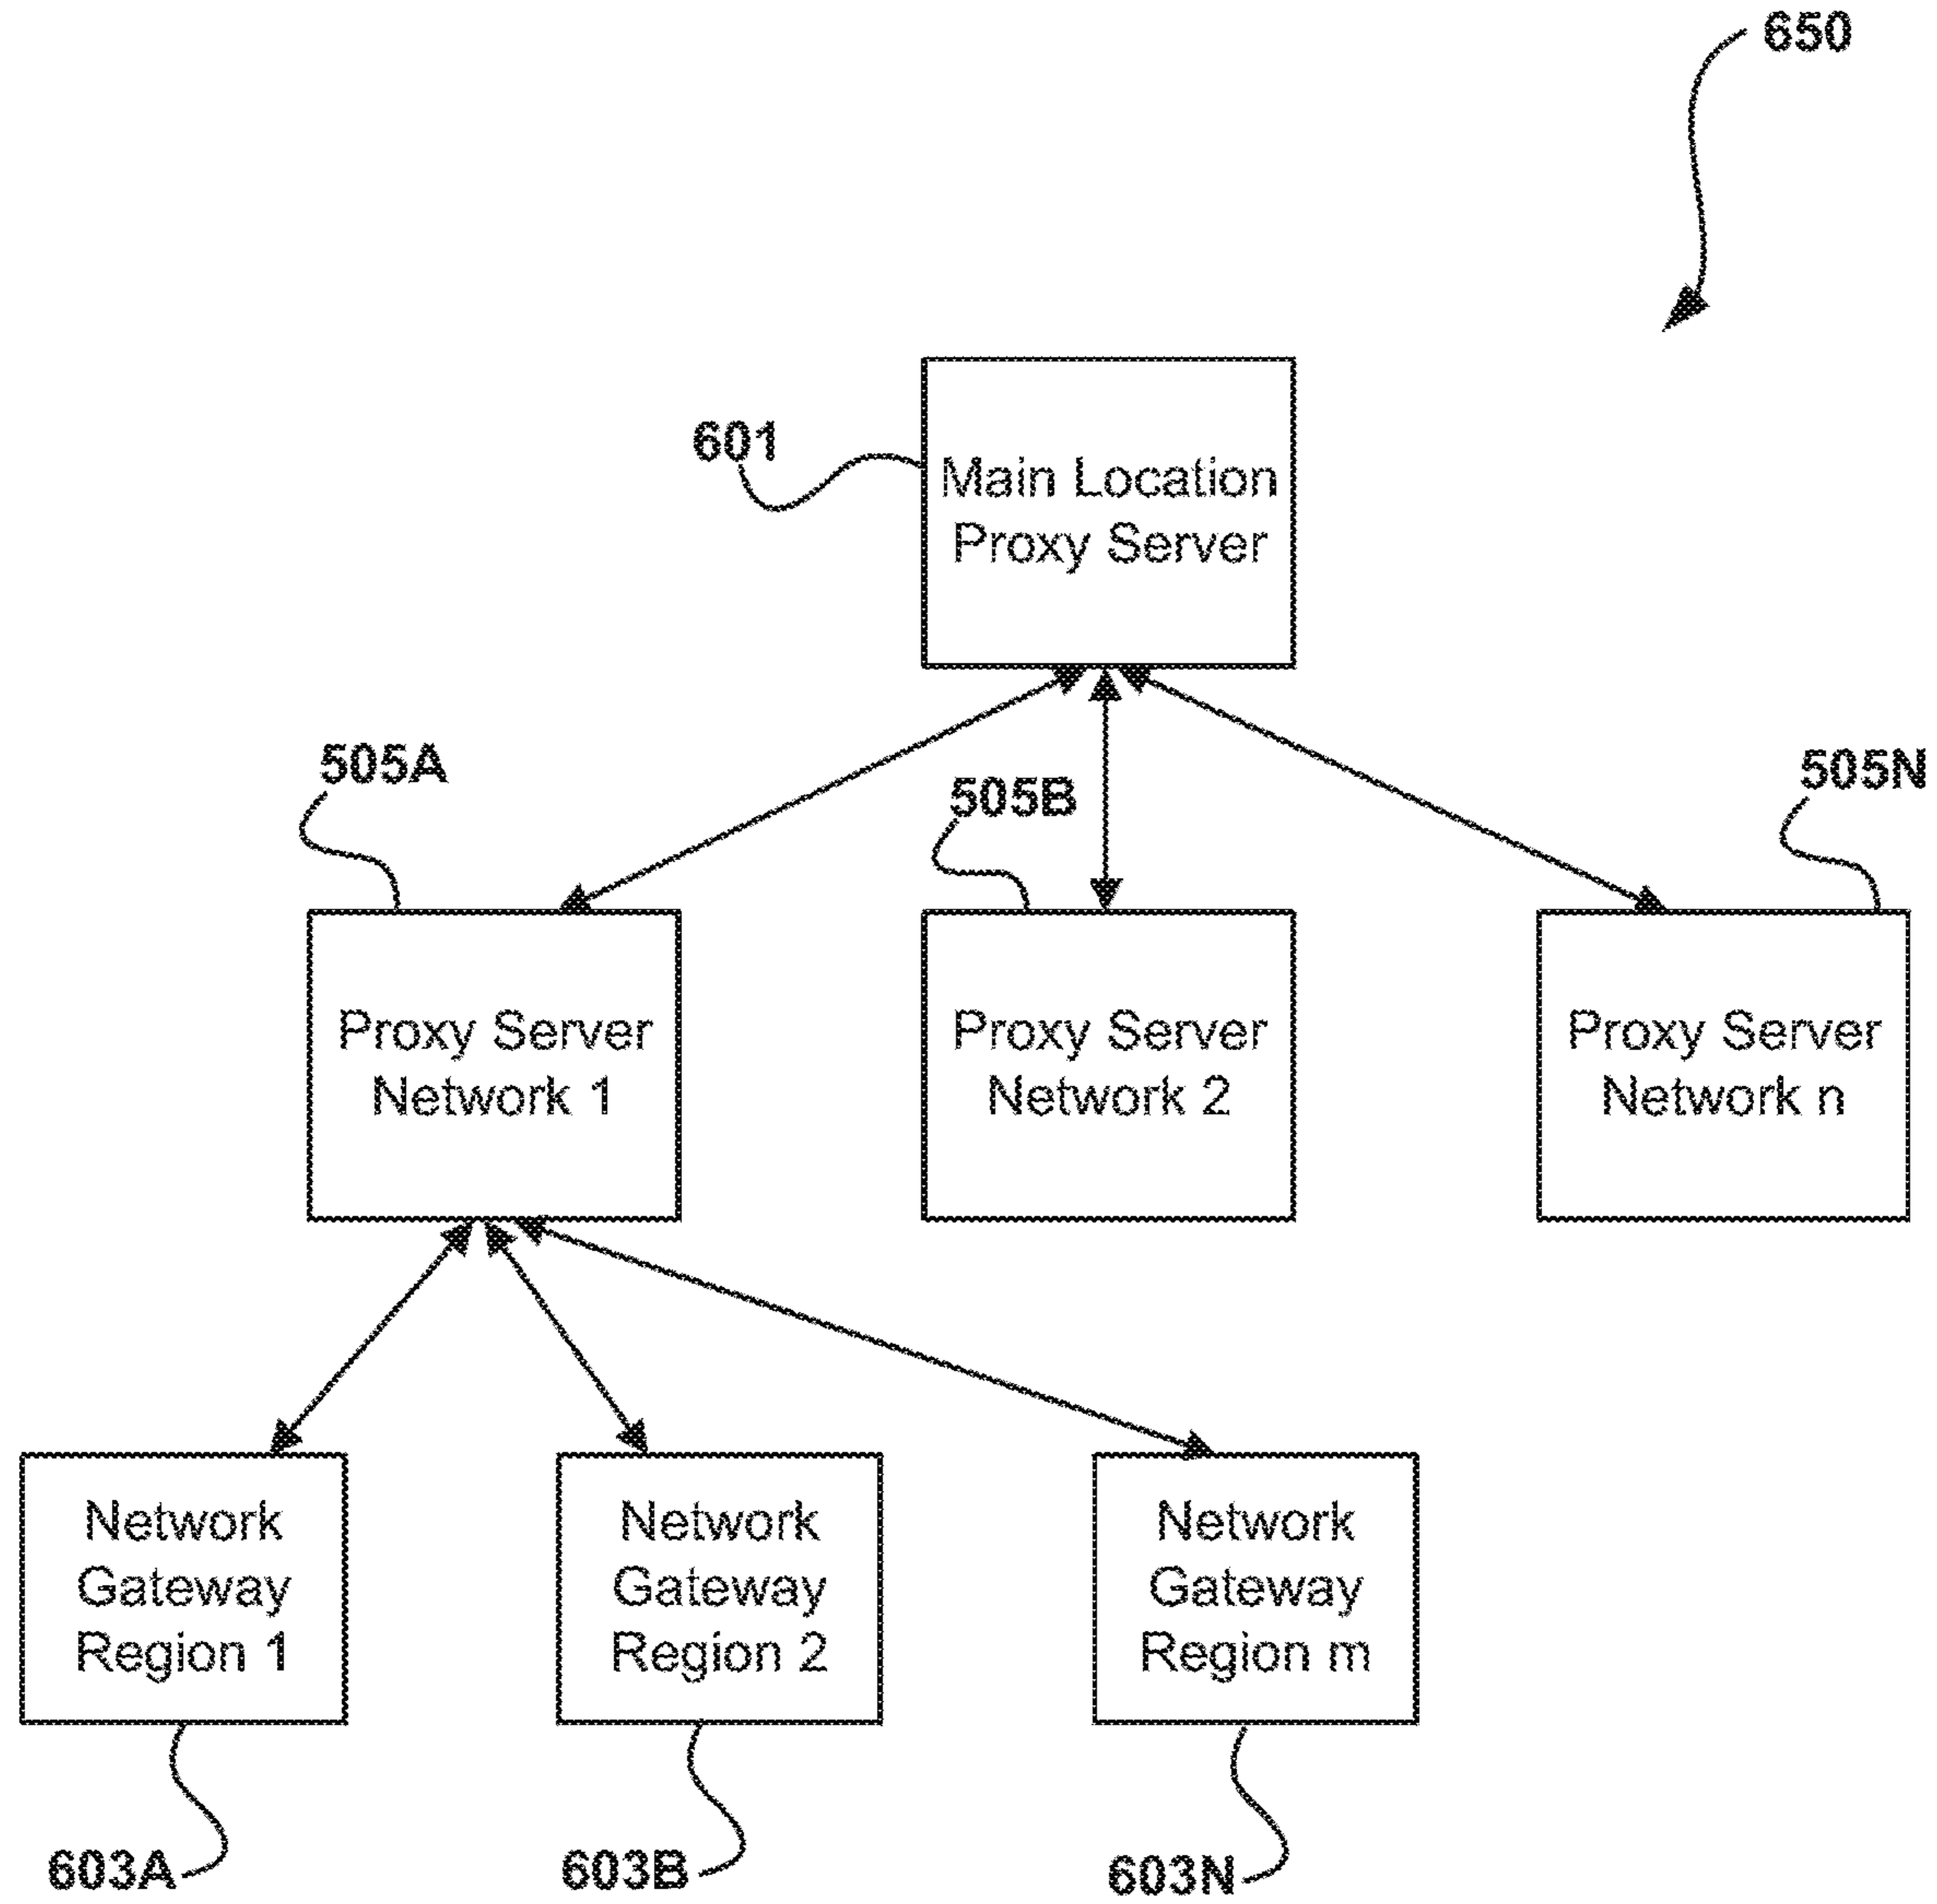 650
601
Main Location
Proxy Server
505A
505B
505N
Proxy Server
Network 1
Proxy Server
Network 2
Proxy Server
Network n
Network
Gateway
Region 1
Network
Gateway
Region 2
Network
Gateway
Region m
603A
603B
603N